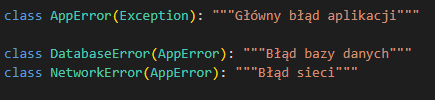 class AppError(Exception): """Główny błąd aplikacji"""
class DatabaseError(AppError): """Błąd bazy danych"""
class NetworkError(AppError): """Błąd sieci"""